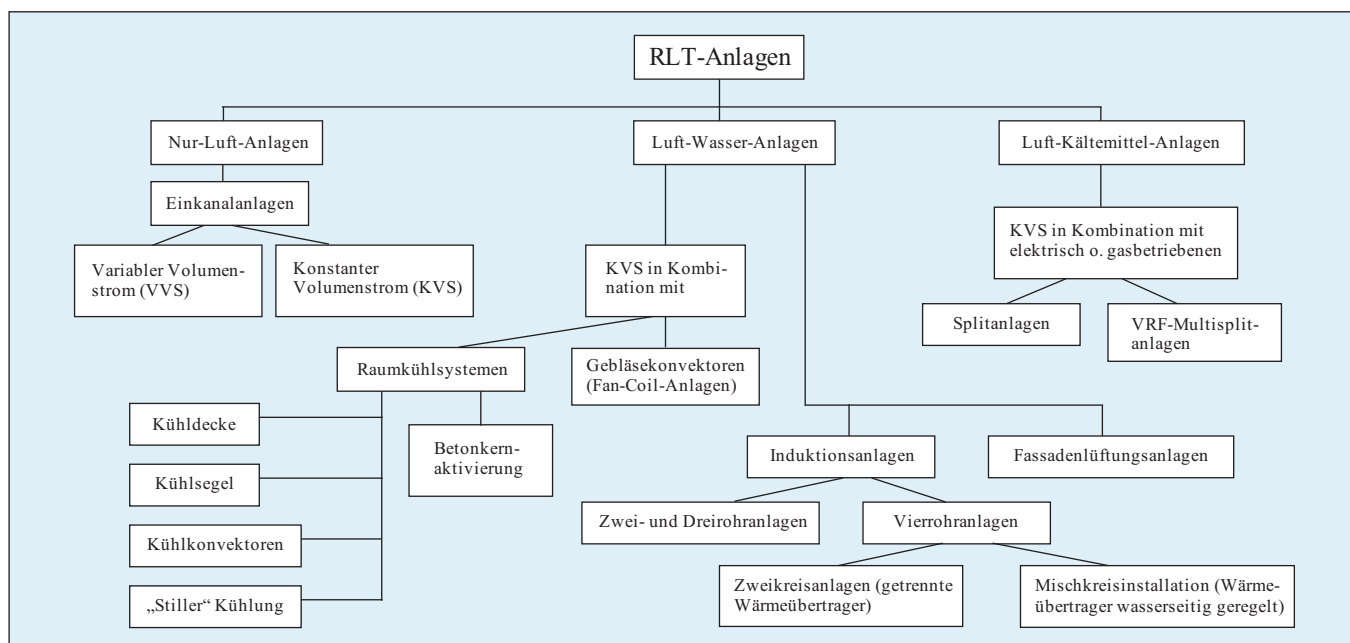 RLT-Anlagen
Nur-Luft-Anlagen
Luft-Wasser-Anlagen
Luft-Kältemittel-Anlagen
Einkanalanlagen
Variabler Volumen-
strom (VVS)
Konstanter
Volumenstrom (KVS)
KVS in Kombi-
nation mit
KVS in Kombination mit
elektrisch o. gasbetriebenen
Splitanlagen
VRF-Multisplit-
anlagen
Raumkühlsystemen
Gebläsekonvektoren
(Fan-Coil-Anlagen)
Kühldecke
Betonkern-
aktivierung
Induktionsanlagen
Fassadenlüftungsanlagen
Kühlsegel
Zwei- und Dreirohranlagen
Vierrohranlagen
Kühlkonvektoren
Zweikreisanlagen (getrennte
Wärmeübertrager)
Mischkreisinstallation (Wärme-
übertrager wasserseitig geregelt)
„Stiller“ Kühlung